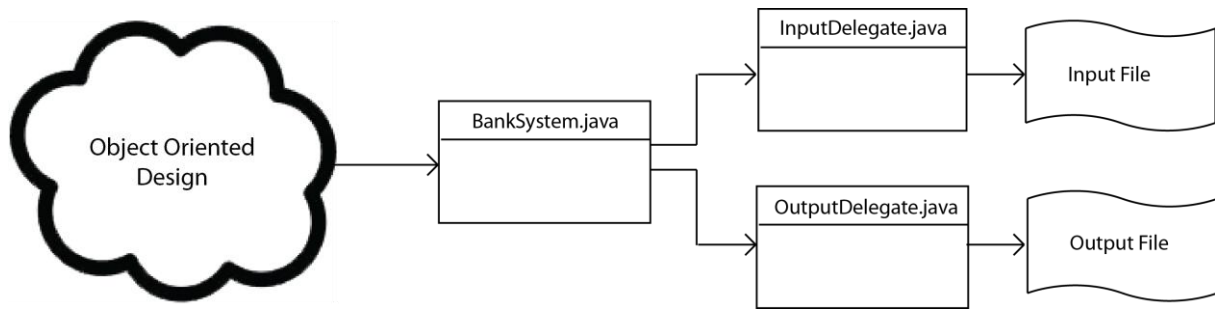 Object Oriented
Design
BankSystem.java
InputDelegate.java
Input File
OutputDelegate.java
Output File